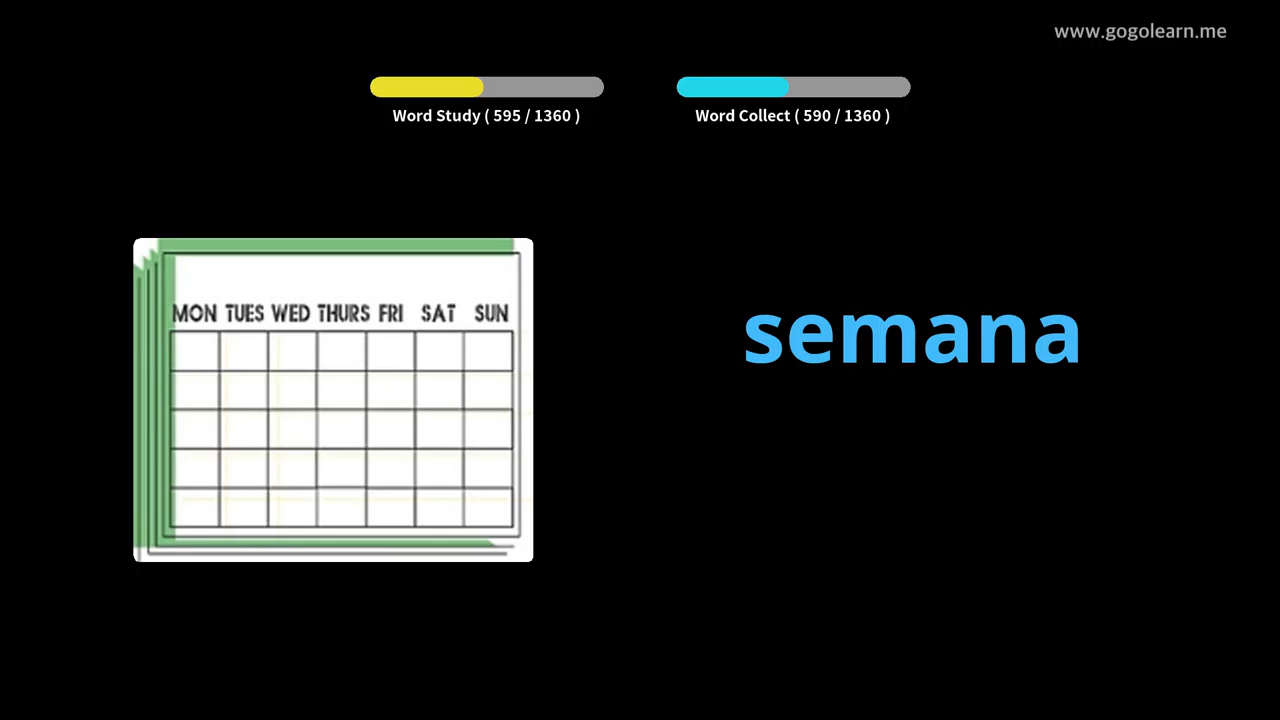 www.gogolearn.me
Word Study ( 595 / 1360 )
Word Collect ( 590 / 1360 )
MON TUES WED THURS FRI SAT SUN
semana